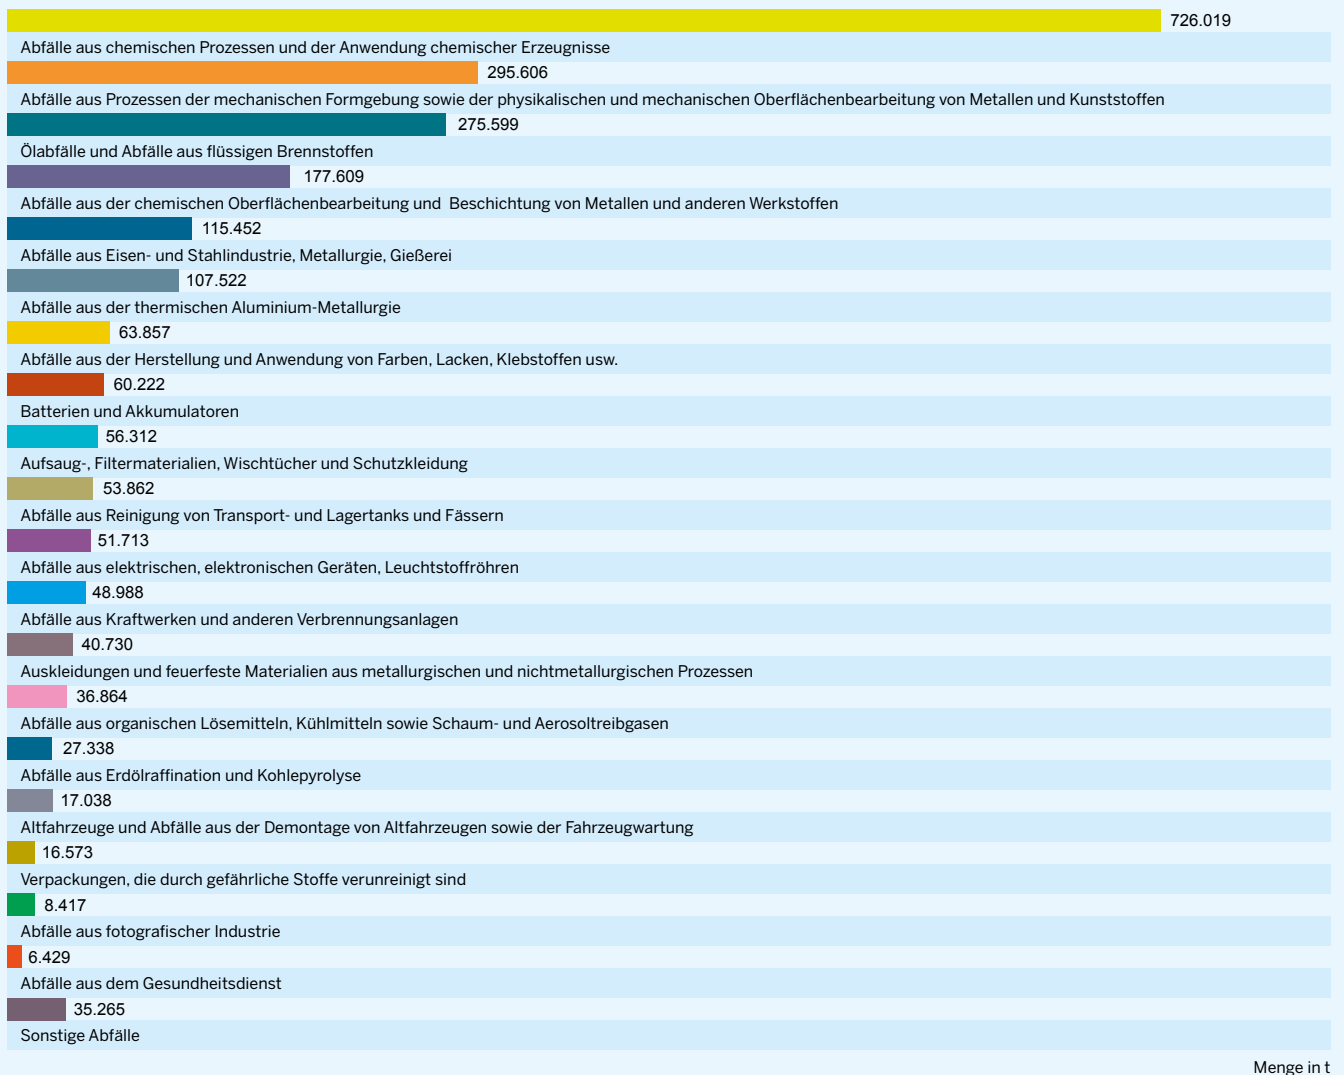 726.019
Abfälle aus chemischen Prozessen und der Anwendung chemischer Erzeugnisse
295.606
Abfälle aus Prozessen der mechanischen Formgebung sowie der physikalischen und mechanischen Oberflächenbearbeitung von Metallen und Kunststoffen
275.599
Ölabfälle und Abfälle aus flüssigen Brennstoffen
177.609
Abfälle aus der chemischen Oberflächenbearbeitung und Beschichtung von Metallen und anderen Werkstoffen
115.452
Abfälle aus Eisen- und Stahlindustrie, Metallurgie, Gießerei
107.522
Abfälle aus der thermischen Aluminium-Metallurgie
63.857
Abfälle aus der Herstellung und Anwendung von Farben, Lacken, Klebstoffen usw.
60.222
Batterien und Akkumulatoren
56.312
Aufsaug-, Filtermaterialien, Wischtücher und Schutzkleidung
53.862
Abfälle aus Reinigung von Transport- und Lagertanks und Fässern
51.713
Abfälle aus elektrischen, elektronischen Geräten, Leuchtstoffröhren
48.988
Abfälle aus Kraftwerken und anderen Verbrennungsanlagen
40.730
Auskleidungen und feuerfeste Materialien aus metallurgischen und nichtmetallurgischen Prozessen
36.864
Abfälle aus organischen Lösemitteln, Kühlmitteln sowie Schaum- und Aerosoltreibgasen
27.338
Abfälle aus Erdölraffination und Kohlepyrolyse
17.038
Altfahrzeuge und Abfälle aus der Demontage von Altfahrzeugen sowie der Fahrzeugwartung
16.573
Verpackungen, die durch gefährliche Stoffe verunreinigt sind
8.417
Abfälle aus fotografischer Industrie
6.429
Abfälle aus dem Gesundheitsdienst
35.265
Sonstige Abfälle
Menge in t